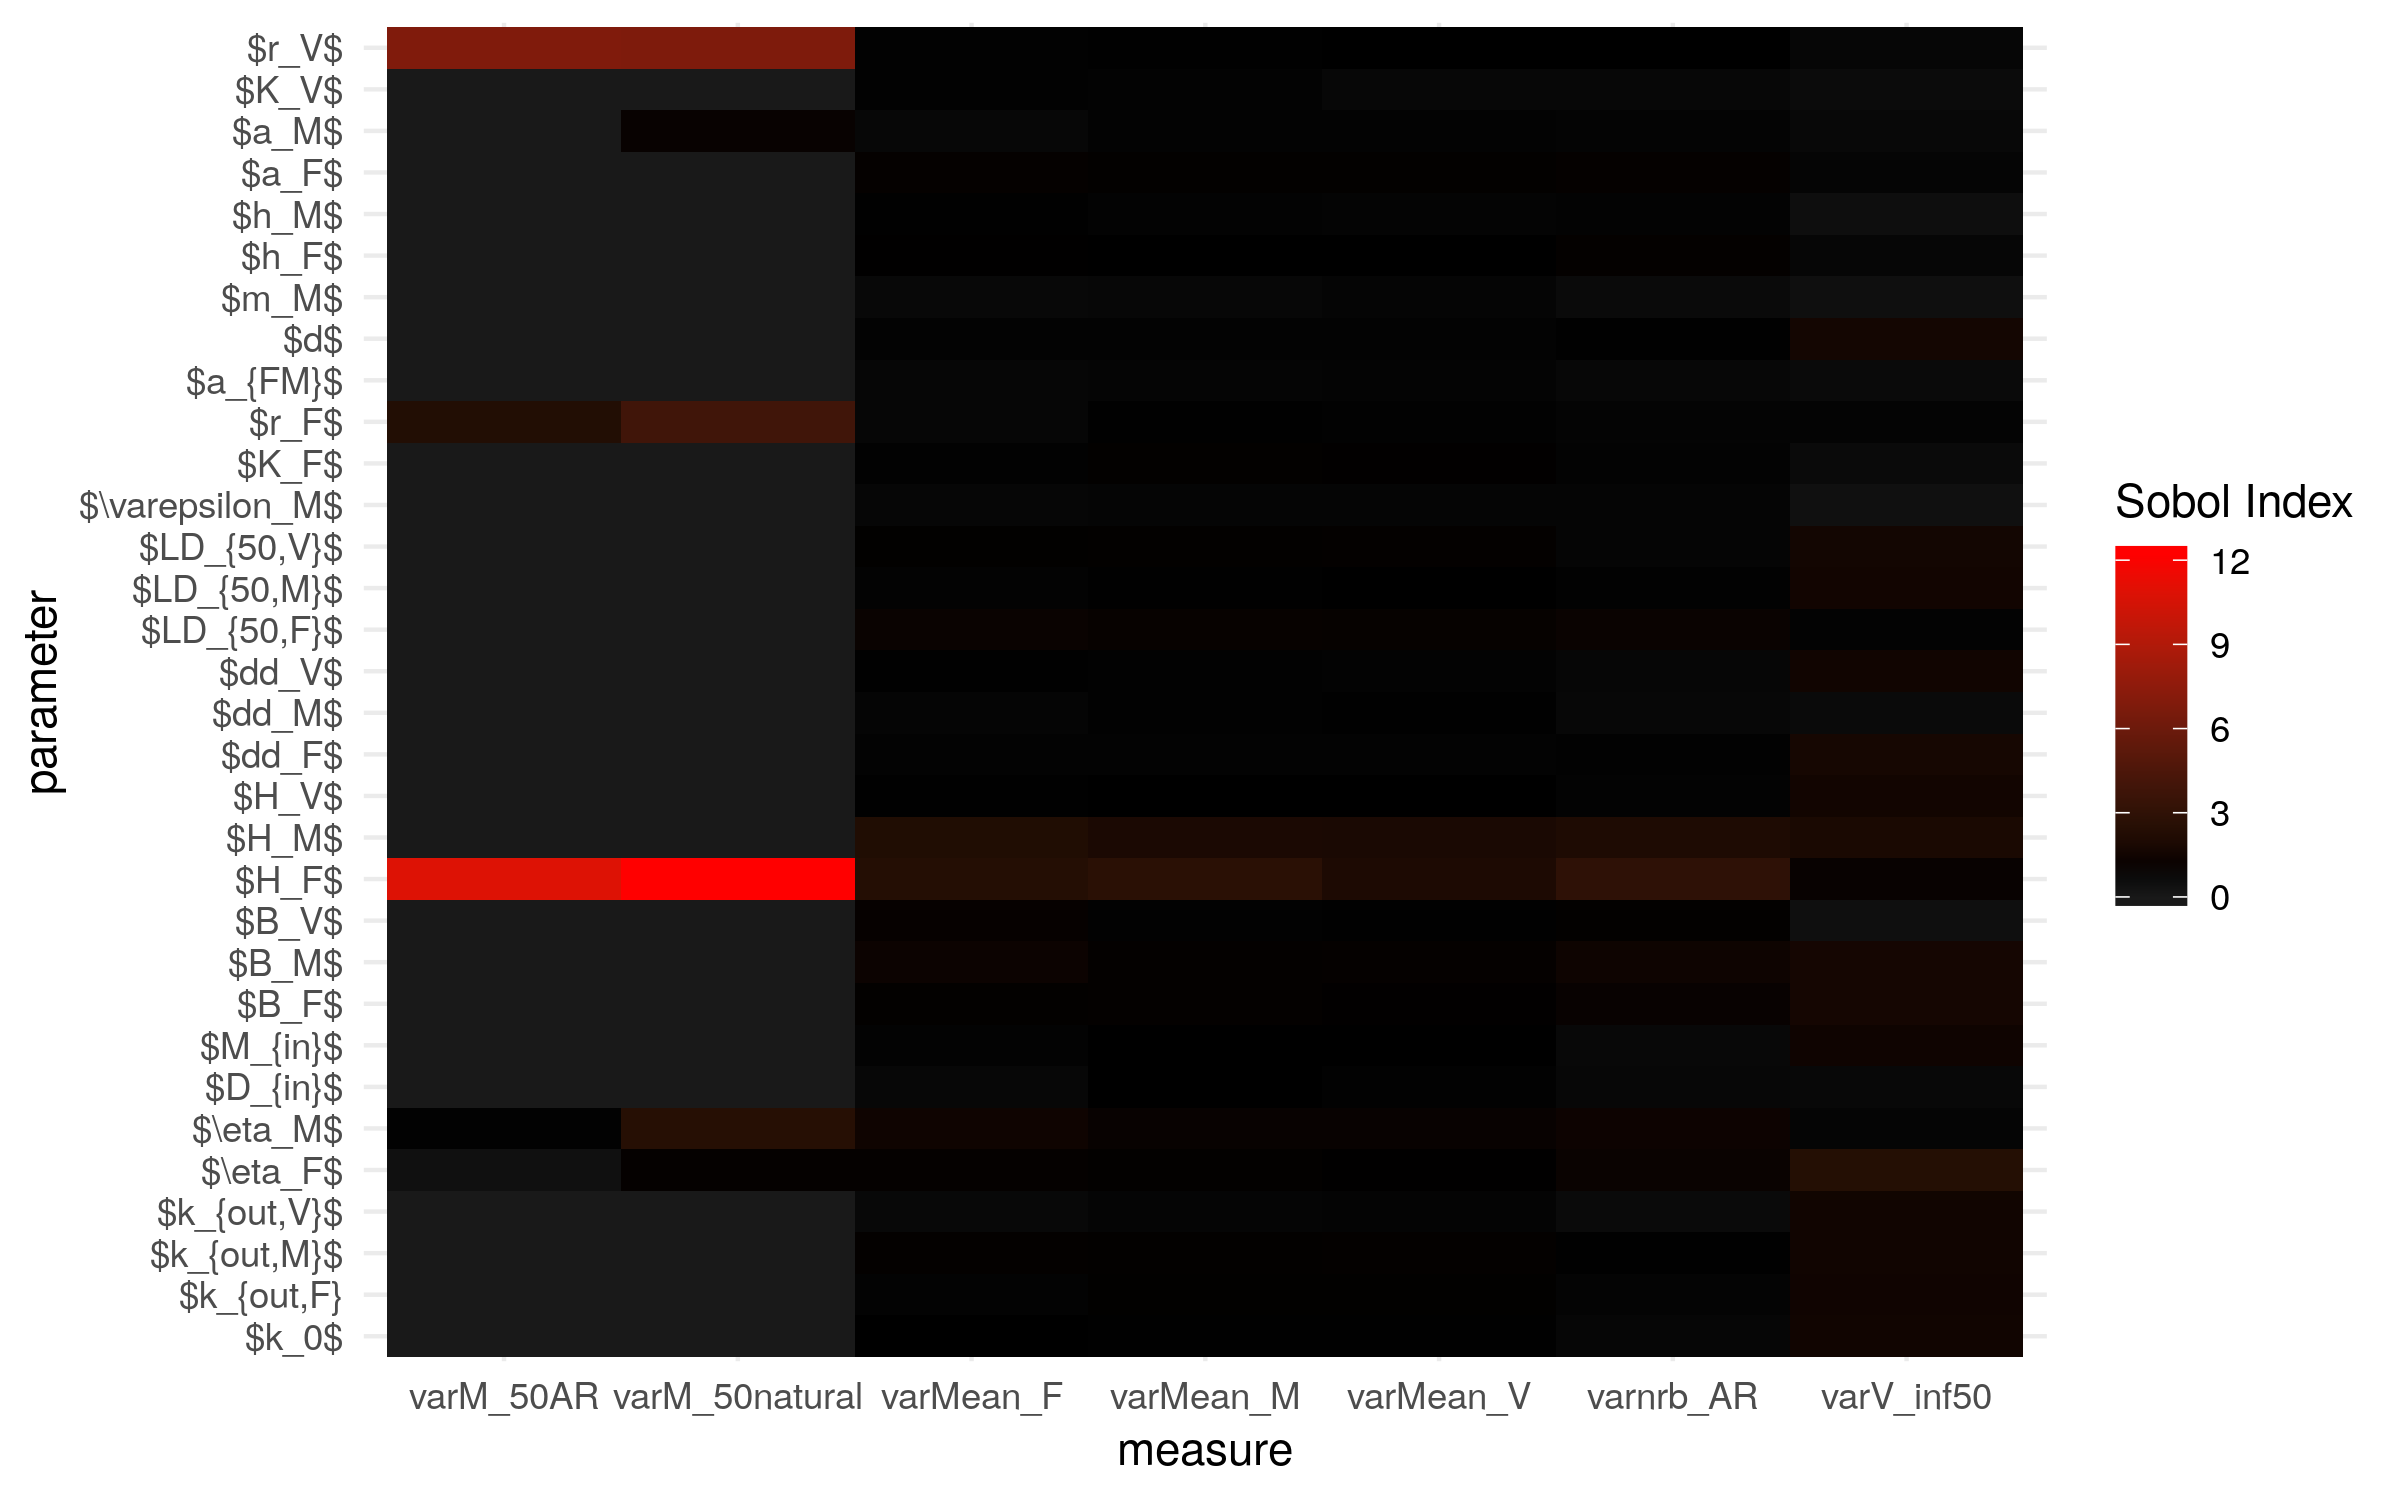 $r_V$
$K_V$
$a_M$
$a_F$
$h_M$
$h_F$
$m_M$
$d$
$a_{FM}$
$r_F$
$K_F$
$\varepsilon_M$
$LD_{50,V}$
$LD_{50,M}$
$LD_{50,F}$
$dd_V$
$dd_M$
$dd_F$
$H_V$
$H_M$
$H_F$
$B_V$
$B_M$
$B_F$
$M_{in}$
$D_{in}$
$\eta_M$
$\eta_F$
$k_{out,V}$
$k_{out,M}$
$k_{out,F}
$k_0$
parameter
varM_50AR varM_50natural varMean_F varMean_M varMean_V varnrb_AR varV_inf50
measure
Sobol Index
12
9
6
3
0